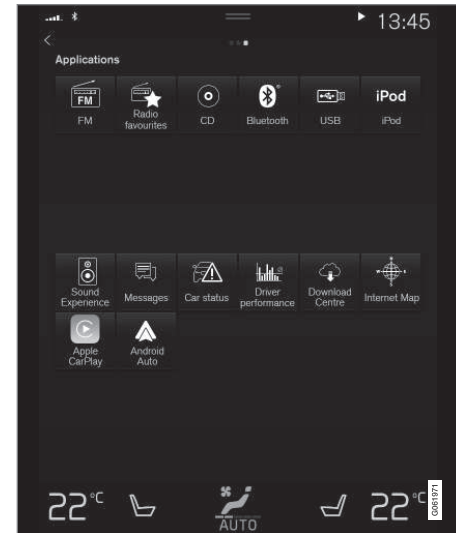 13:45
Applications
FM
FM
Radio
favourites
CD
Bluetooth
USB
iPod
iPod
Sound
Experience
Messages
Car status
Driver
performance
Download
Centre
Internet Map
Apple
CarPlay
Android
Auto
22°C
AUTO
22°C
G061971